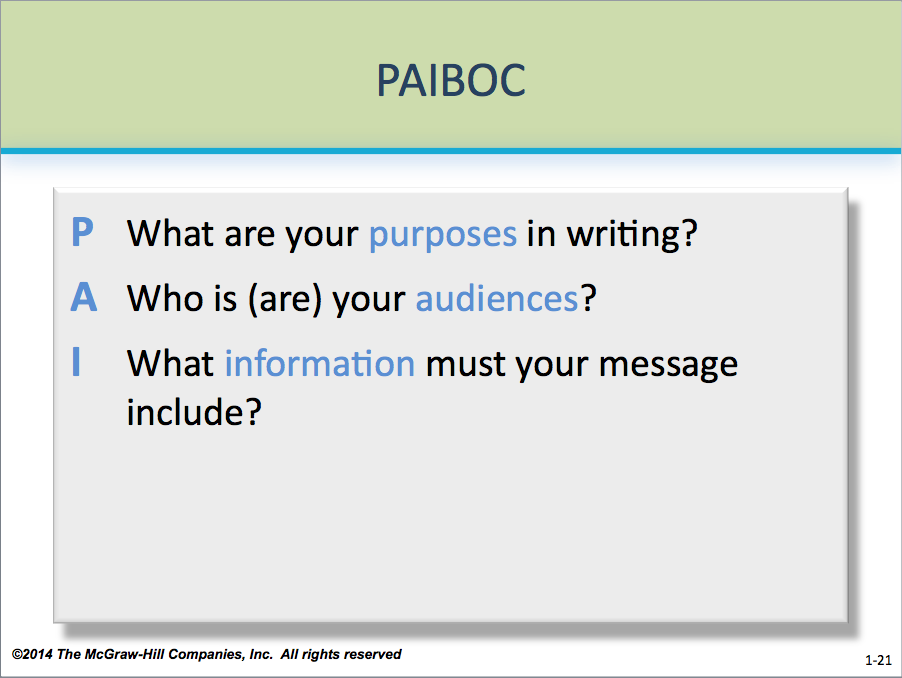 PAIBOC
P What are your purposes in writing?
A Who is (are) your audiences?
I What information must your message
include?
©2014 The McGraw-Hill Companies, Inc. All rights reserved
1-21